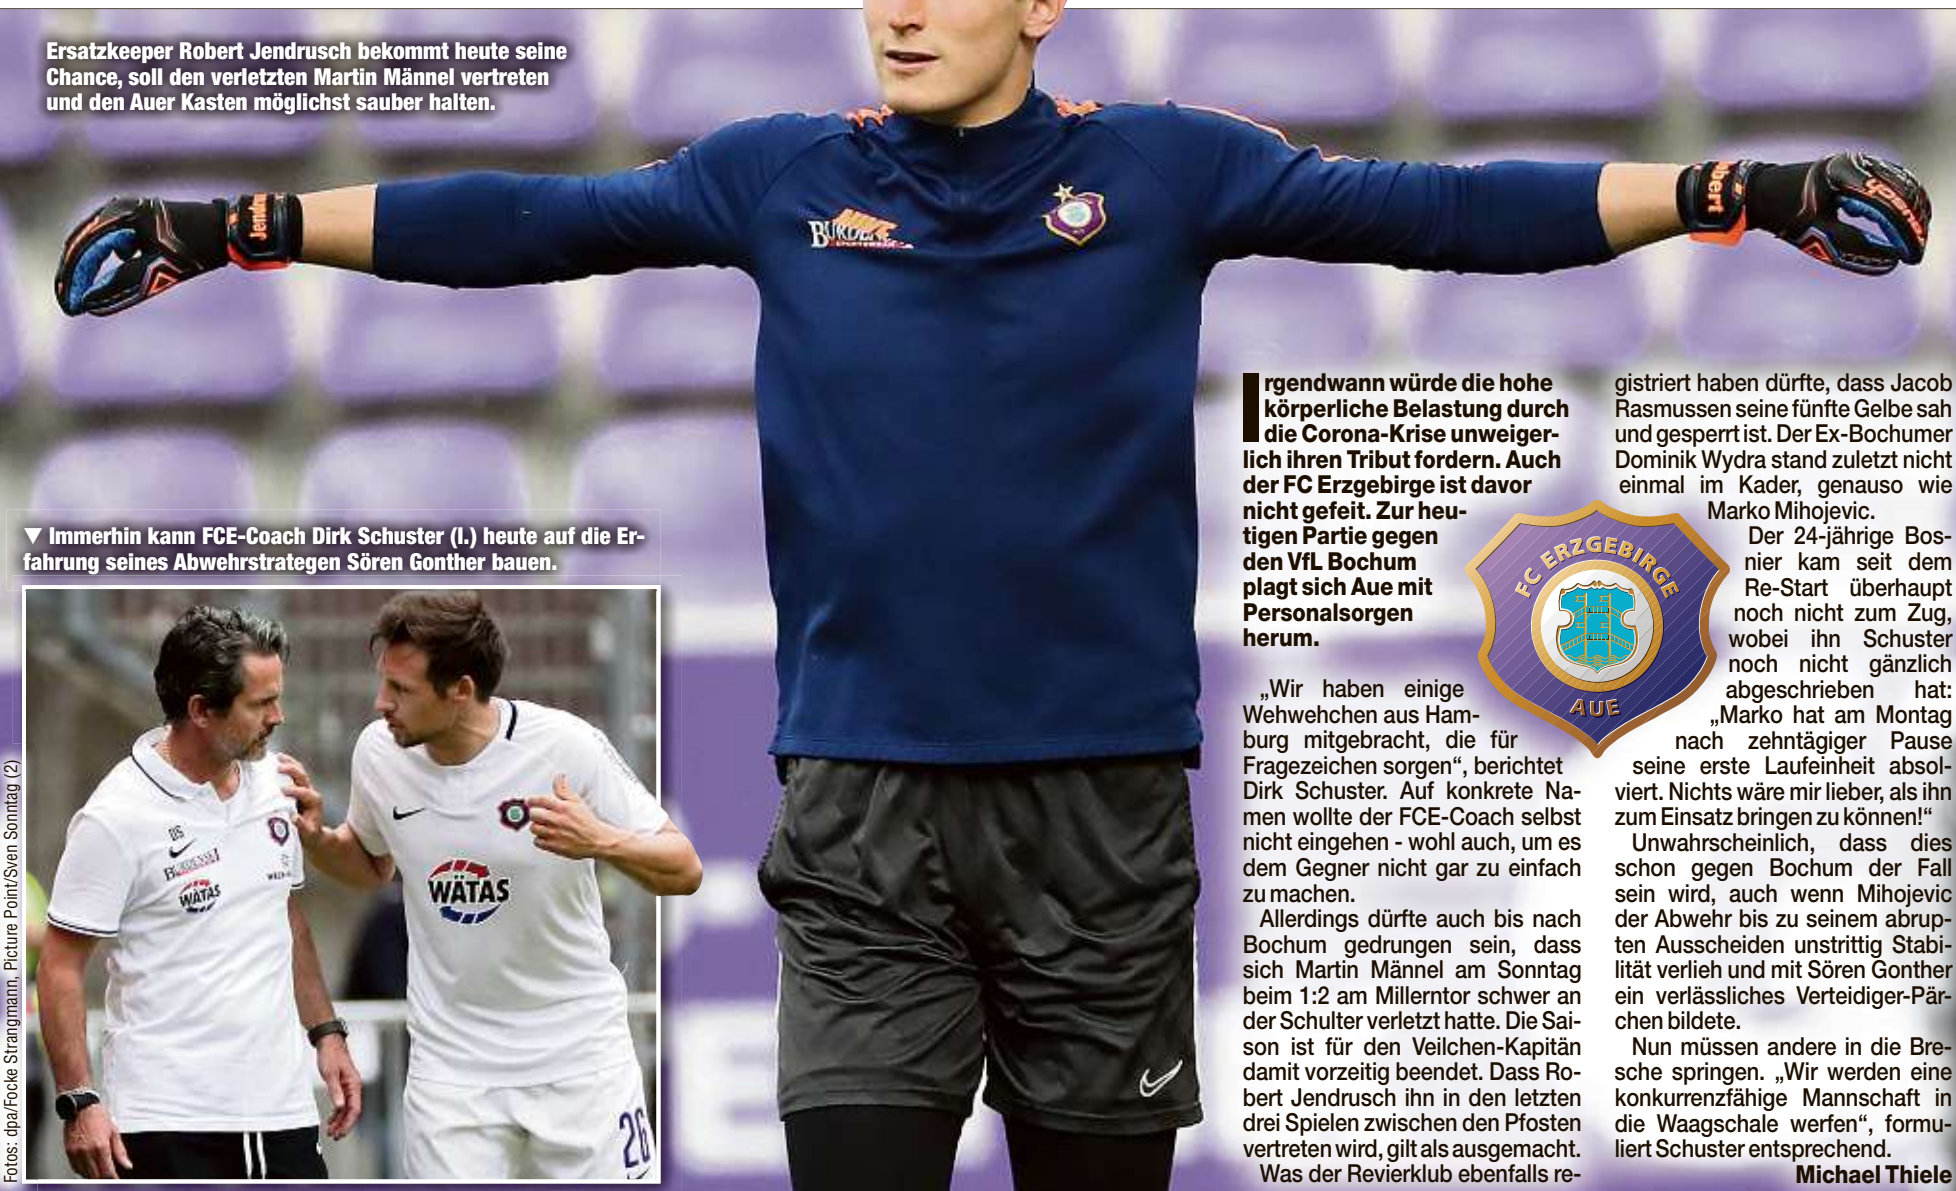 Ersatzkeeper Robert Jendrusch bekommt heute seine
Chance, soll den verletzten Martin Männel vertreten
und den Auer Kasten möglichst sauber halten.
▼ Immerhin kann FCE-Coach Dirk Schuster (l.) heute auf die Er-
fahrung seines Abwehrstrategen Sören Gonther bauen.
Fotos: dpa/Focke Strangmann, Picture Point/Sven Sonntag (2)
DS
WÄTAS
WÄTAS
26
Irgendwann würde die hohe
körperliche Belastung durch
die Corona-Krise unweiger-
lich ihren Tribut fordern. Auch
der FC Erzgebirge ist davor
nicht gefeit. Zur heu-
tigen Partie gegen
den VfL Bochum
plagt sich Aue mit
Personalsorgen
herum.
„Wir haben einige
Wehwehchen aus Ham-
burg mitgebracht, die für
Fragezeichen sorgen“, berichtet
Dirk Schuster. Auf konkrete Na-
men wollte der FCE-Coach selbst
nicht eingehen - wohl auch, um es
dem Gegner nicht gar zu einfach
zu machen.
Allerdings dürfte auch bis nach
Bochum gedrungen sein, dass
sich Martin Männel am Sonntag
beim 1:2 am Millerntor schwer an
der Schulter verletzt hatte. Die Sai-
son ist für den Veilchen-Kapitän
damit vorzeitig beendet. Dass Ro-
bert Jendrusch ihn in den letzten
drei Spielen zwischen den Pfosten
vertreten wird, gilt als ausgemacht.
Was der Revierklub ebenfalls re-
gistriert haben dürfte, dass Jacob
Rasmussen seine fünfte Gelbe sah
und gesperrt ist. Der Ex-Bochumer
Dominik Wydra stand zuletzt nicht
einmal im Kader, genauso wie
Marko Mihojevic.
Der 24-jährige Bos-
nier kam seit dem
Re-Start überhaupt
noch nicht zum Zug,
wobei ihn Schuster
noch nicht gänzlich
abgeschrieben hat:
„Marko hat am Montag
nach zehntägiger Pause
seine erste Laufeinheit absol-
viert. Nichts wäre mir lieber, als ihn
zum Einsatz bringen zu können!“
Unwahrscheinlich, dass dies
schon gegen Bochum der Fall
sein wird, auch wenn Mihojevic
der Abwehr bis zu seinem abrup-
ten Ausscheiden unstrittig Stabi-
lität verlieh und mit Sören Gonther
ein verlässliches Verteidiger-Pär-
chen bildete.
Nun müssen andere in die Bre-
sche springen. „Wir werden eine
konkurrenzfähige Mannschaft in
die Waagschale werfen“, formu-
liert Schuster entsprechend.
Michael Thiele
FC ERZGEBIRGE
AUE